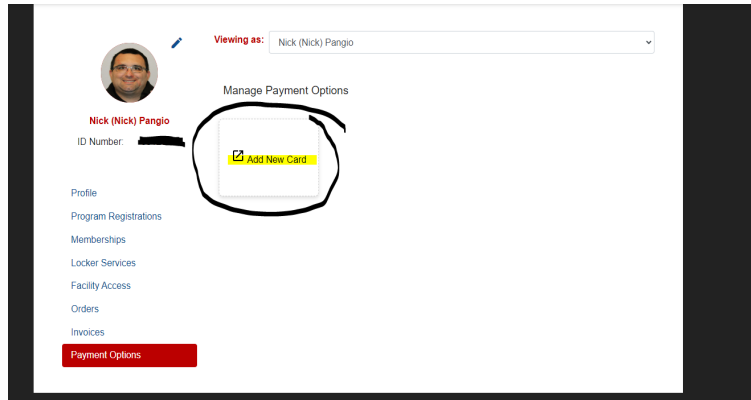 Viewing as:
Nick (Nick) Pangio
Manage Payment Options
Nick (Nick) Pangio
ID Number:
Add New Card
Profile
Program Registrations
Memberships
Locker Services
Facility Access
Orders
Invoices
Payment Options